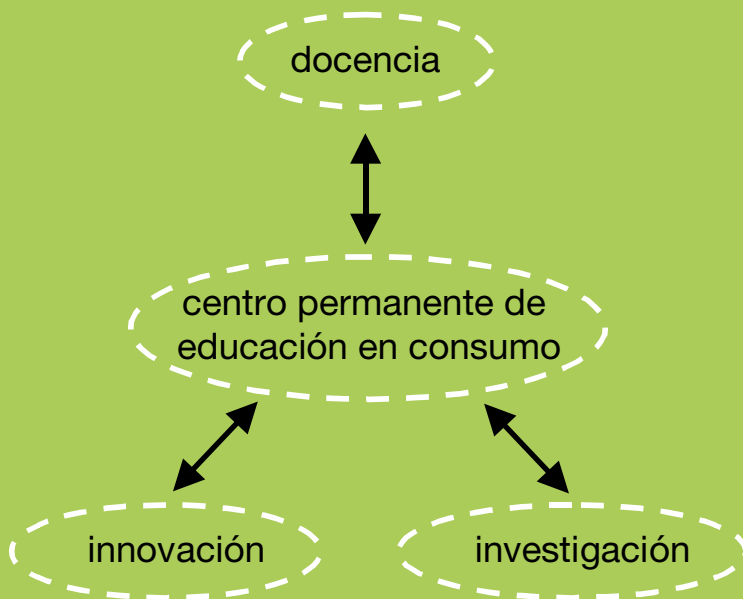 docencia
centro permanente de
educación en consumo
innovación
investigación